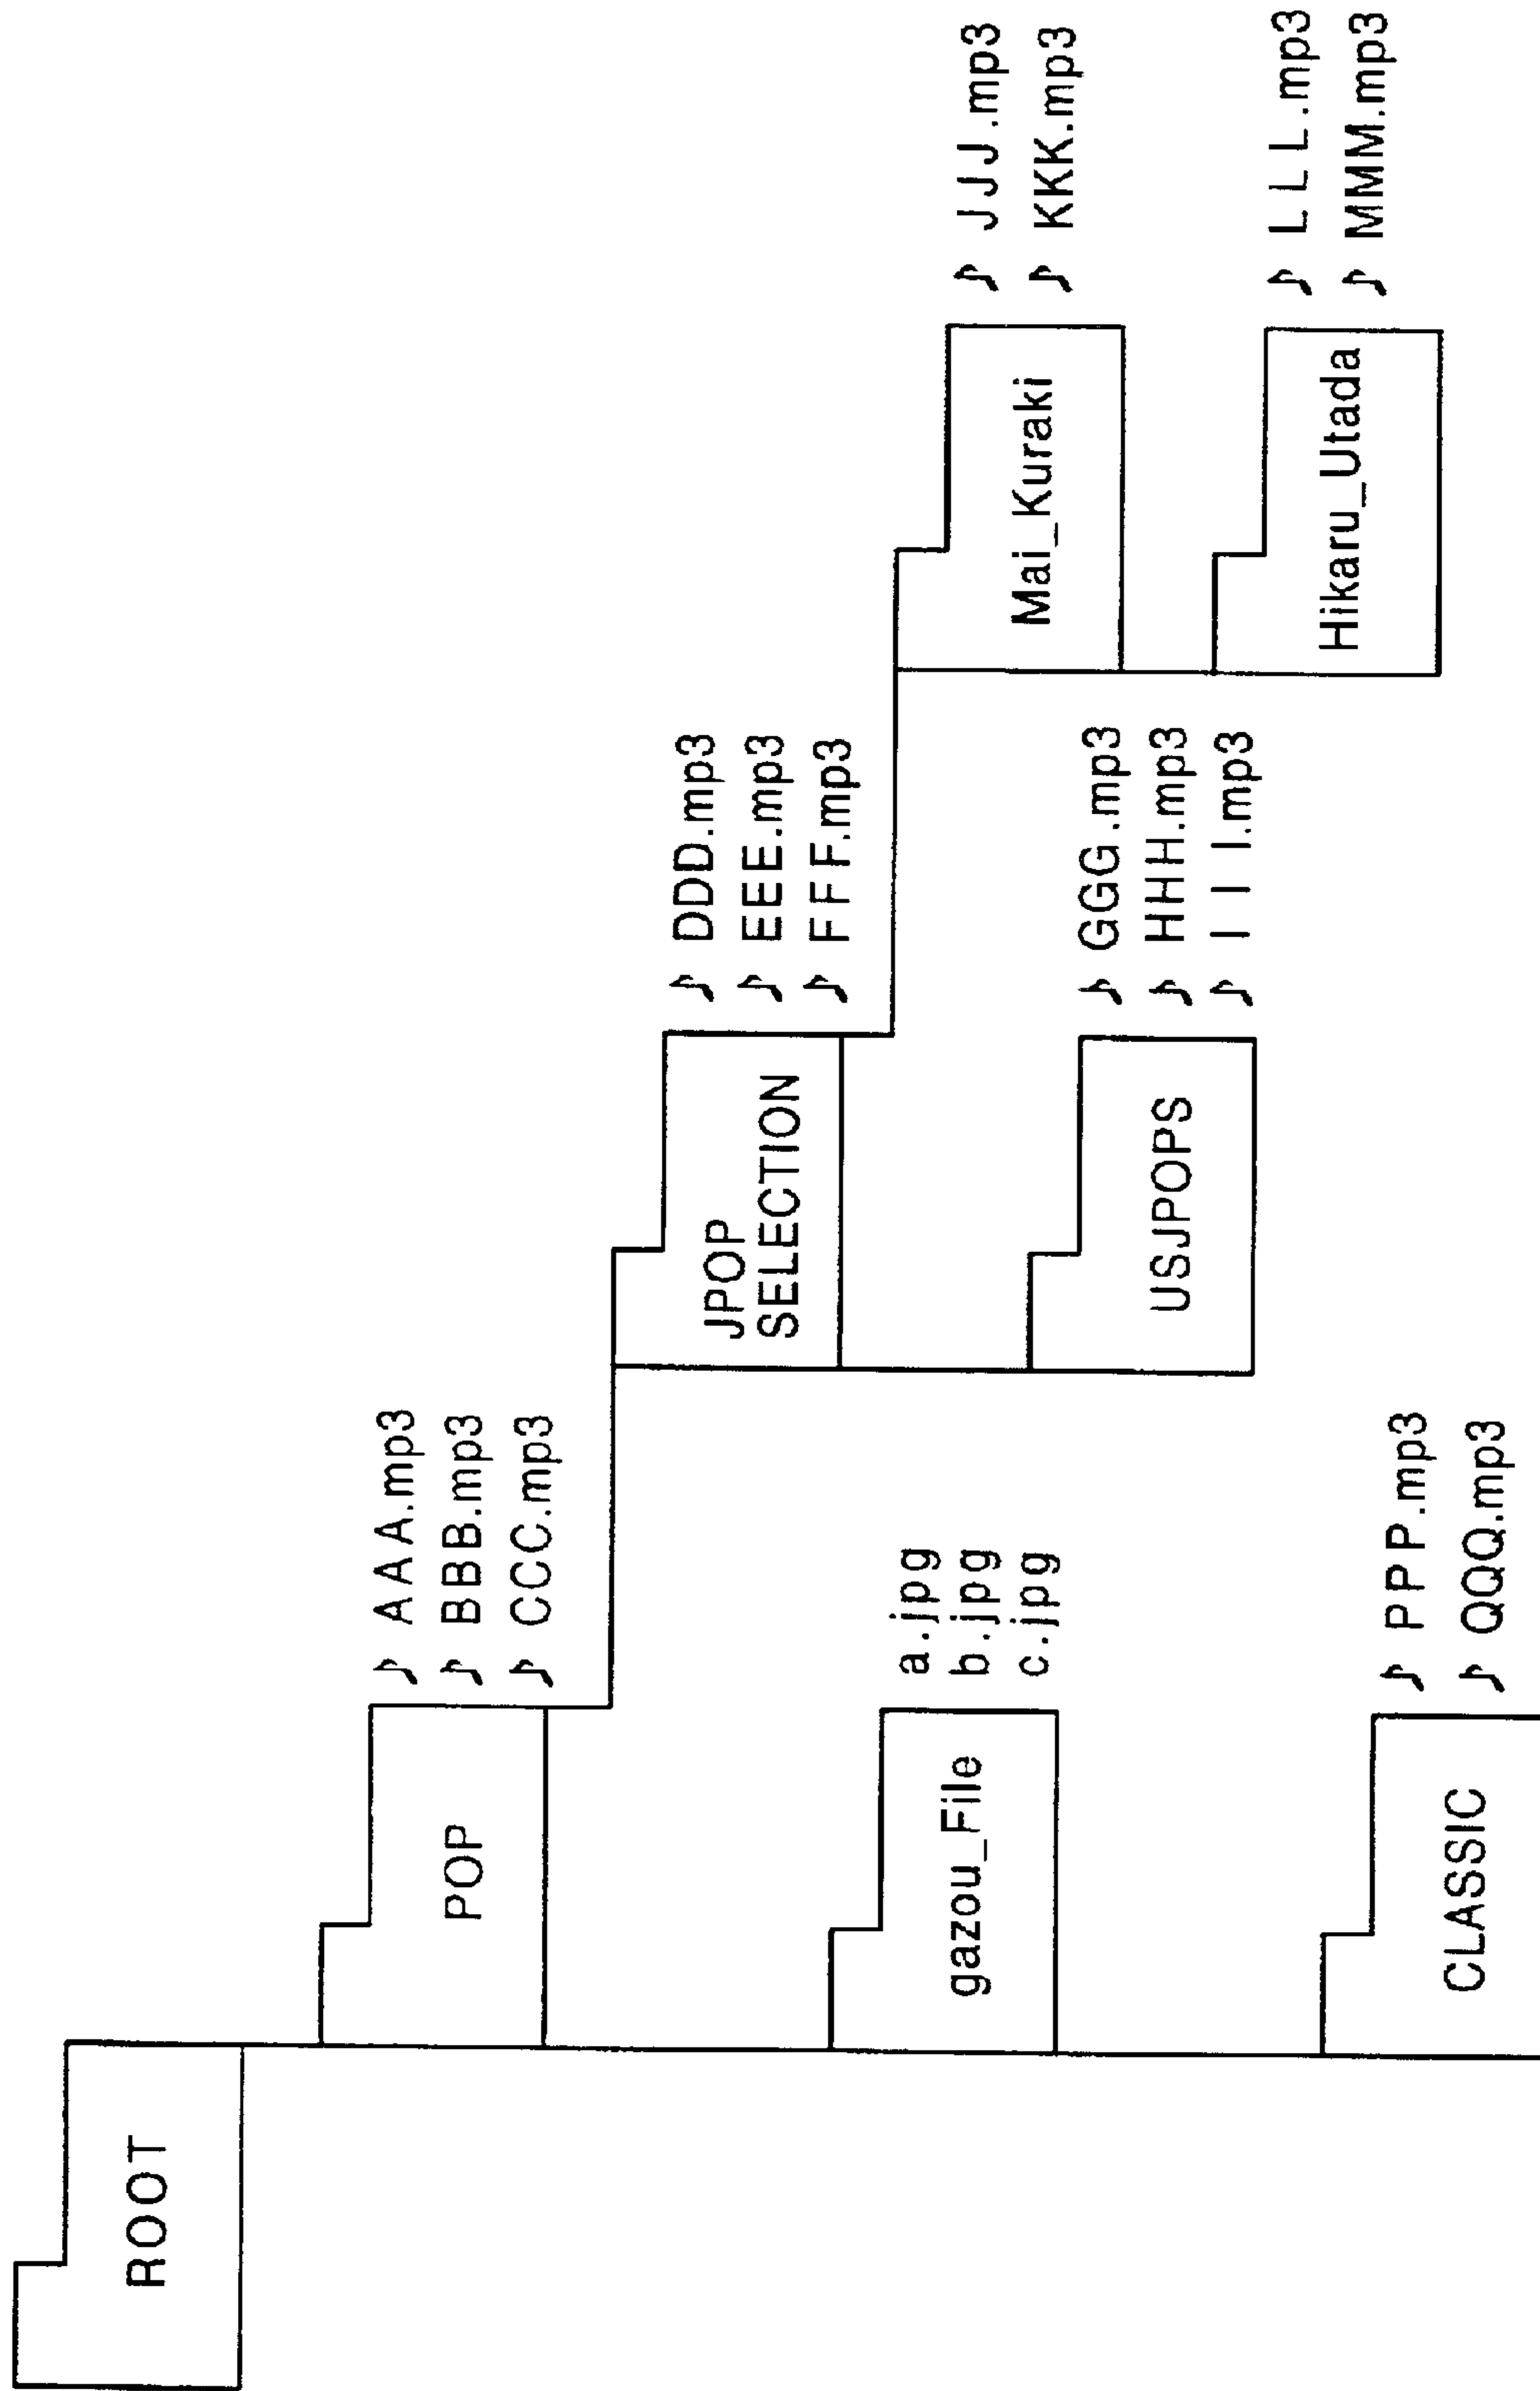 ROOT
POP
AAA.mp3
BBB.mp3
CCC.mp3
JPOP
SELECTION
DDD.mp3
EEE.mp3
FFF.mp3
Mai_Kuraki
JJJ.mp3
KKK.mp3
Hikaru_Utada
LLL.mp3
MMM.mp3
USJPOPS
GGG.mp3
HHH.mp3
III.mp3
gazou_File
a.jpg
b.jpg
c.jpg
CLASSIC
PPP.mp3
QQQ.mp3